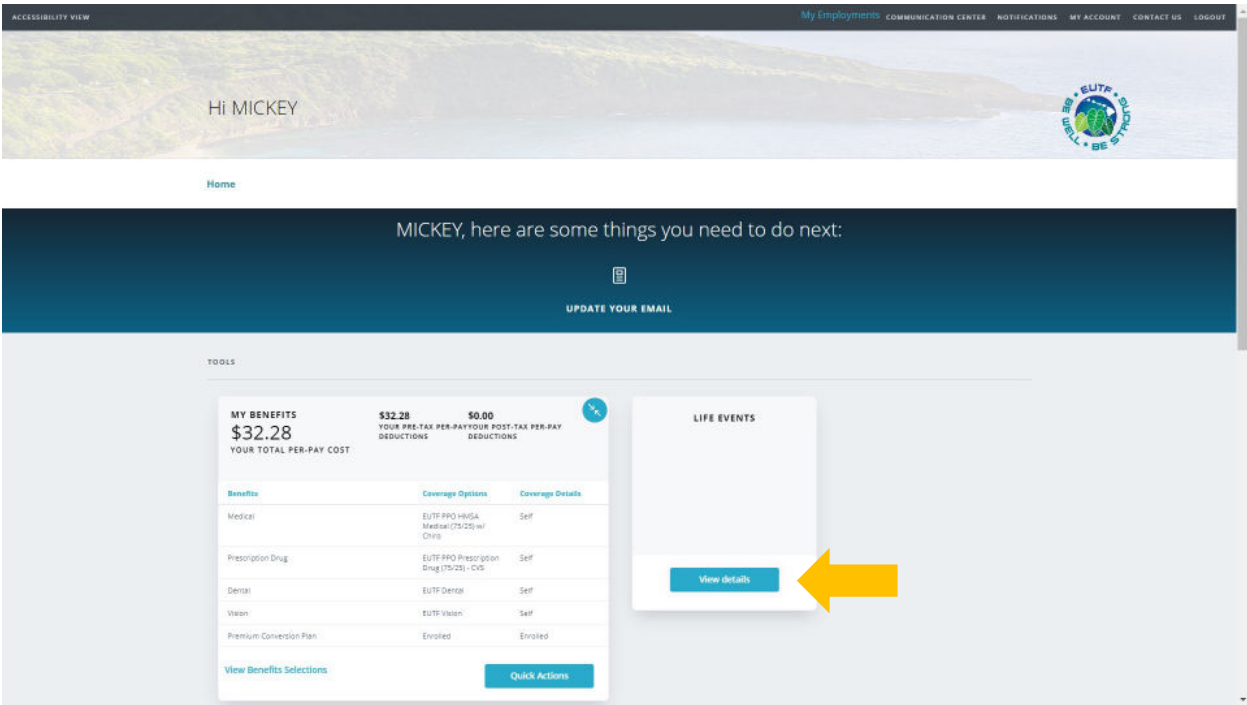 ACCESSIBILITY VIEW
My Employments COMMUNICATION CENTER NOTIFICATIONS MY ACCOUNT CONTACT US LOGOUT
Hi MICKEY
EUTF
BE WELL • BE STRONG
Home
MICKEY, here are some things you need to do next:
UPDATE YOUR EMAIL
TOOLS
MY BENEFITS
$32.28
YOUR TOTAL PER-PAY COST
$32.28
YOUR PRE-TAX PER-PAY
DEDUCTIONS
$0.00
YOUR POST-TAX PER-PAY
DEDUCTIONS
Benefits Coverage Options Coverage Details
Medical EUTF PPO HMSA Self
Medical (75/25) w/
Chiro
Prescription Drug EUTF PPO Prescription Self
Drug (75/25) - CVS
Dental EUTF Dental Self
Vision EUTF Vision Self
Premium Conversion Plan Enrolled Enrolled
View Benefits Selections
Quick Actions
LIFE EVENTS
View details